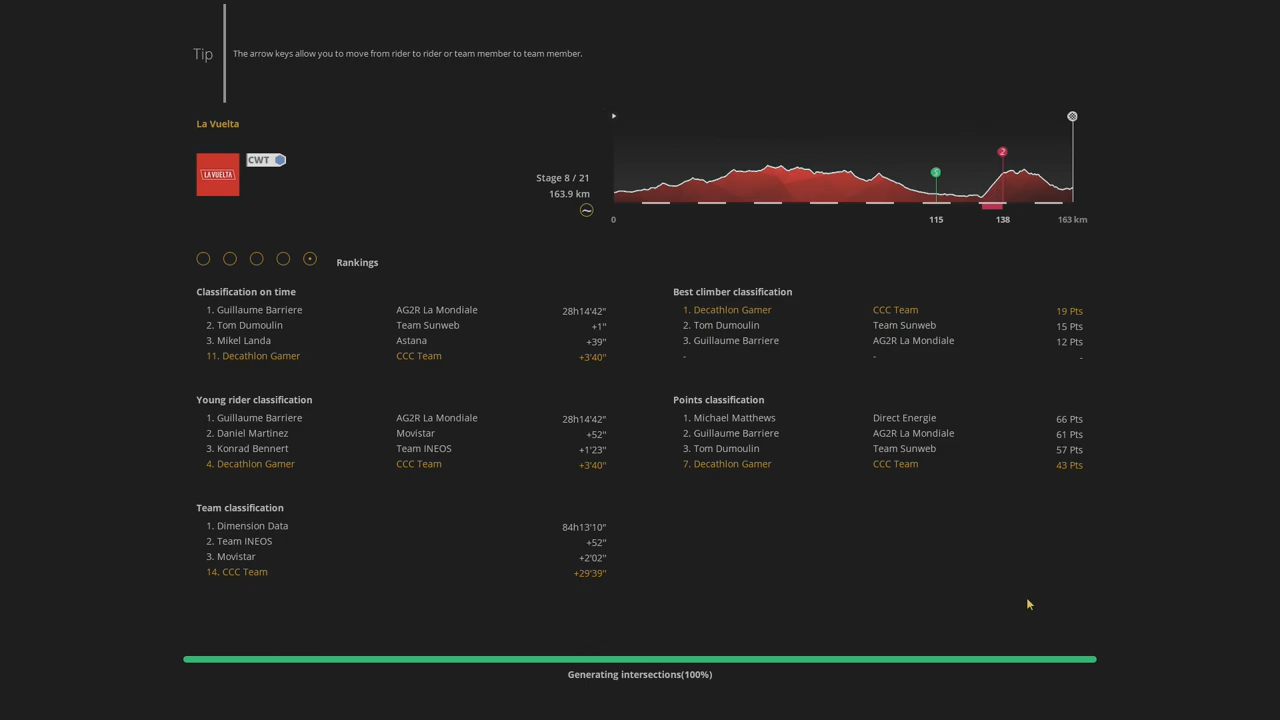 Tip
The arrow keys allow you to move from rider to rider or team member to team member.
La Vuelta
LA VUELTA
CWT
Stage 8 / 21
163.9 km
2
S
0
115
138
163 km
Rankings
Classification on time
1. Guillaume Barriere AG2R La Mondiale 28h14'42''
2. Tom Dumoulin Team Sunweb +1''
3. Mikel Landa Astana +39''
11. Decathlon Gamer CCC Team +3'40''
Best climber classification
1. Decathlon Gamer CCC Team 19 Pts
2. Tom Dumoulin Team Sunweb 15 Pts
3. Guillaume Barriere AG2R La Mondiale 12 Pts
- - -
Young rider classification
1. Guillaume Barriere AG2R La Mondiale 28h14'42''
2. Daniel Martinez Movistar +52''
3. Konrad Bennert Team INEOS +1'23''
4. Decathlon Gamer CCC Team +3'40''
Points classification
1. Michael Matthews Direct Energie 66 Pts
2. Guillaume Barriere AG2R La Mondiale 61 Pts
3. Tom Dumoulin Team Sunweb 57 Pts
7. Decathlon Gamer CCC Team 43 Pts
Team classification
1. Dimension Data 84h13'10''
2. Team INEOS +52''
3. Movistar +2'02''
14. CCC Team +29'39''
Generating intersections(100%)